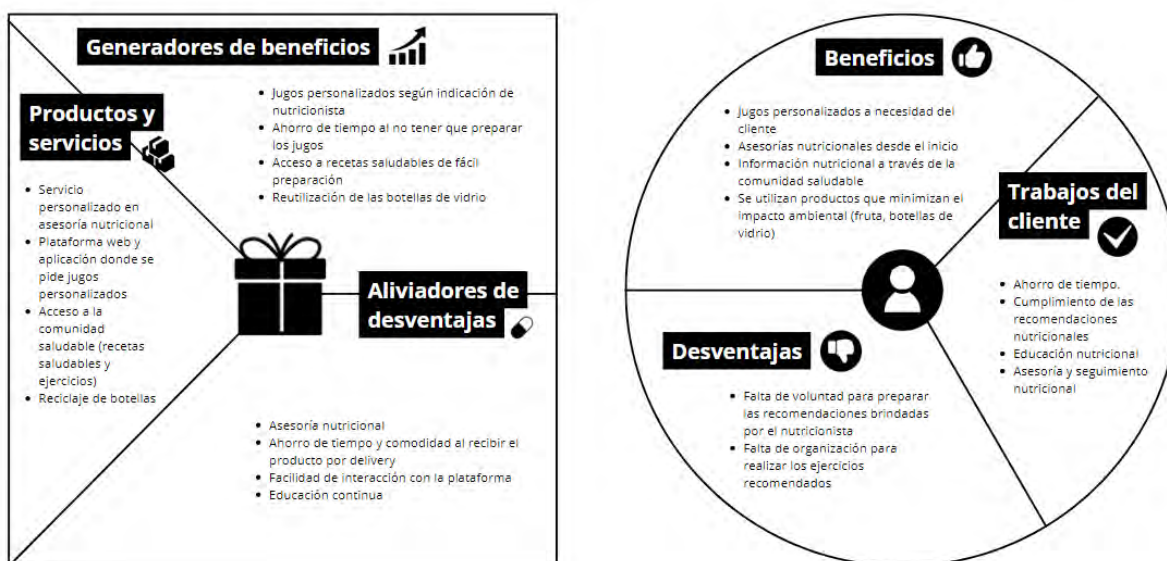 Generadores de beneficios
Productos y
servicios
• Servicio
personalizado en
asesoría nutricional
• Plataforma web y
aplicación donde se
pide jugos
personalizados
• Acceso a la
comunidad
saludable (recetas
saludables y
ejercicios)
• Reciclaje de botellas
• Jugos personalizados según indicación de
nutricionista
• Ahorro de tiempo al no tener que preparar
los jugos
• Acceso a recetas saludables de fácil
preparación
• Reutilización de las botellas de vidrio
Aliviadores de
desventajas
• Asesoría nutricional
• Ahorro de tiempo y comodidad al recibir el
producto por delivery
• Facilidad de interacción con la plataforma
• Educación continua
Beneficios
• Jugos personalizados a necesidad del
cliente
• Asesorías nutricionales desde el inicio
• Información nutricional a través de la
comunidad saludable
• Se utilizan productos que minimizan el
impacto ambiental (fruta, botellas de
vidrio)
Trabajos del
cliente
• Ahorro de tiempo.
• Cumplimiento de las
recomendaciones
nutricionales
• Educación nutricional
• Asesoría y seguimiento
nutricional
Desventajas
• Falta de voluntad para preparar
las recomendaciones brindadas
por el nutricionista
• Falta de organización para
realizar los ejercicios
recomendados